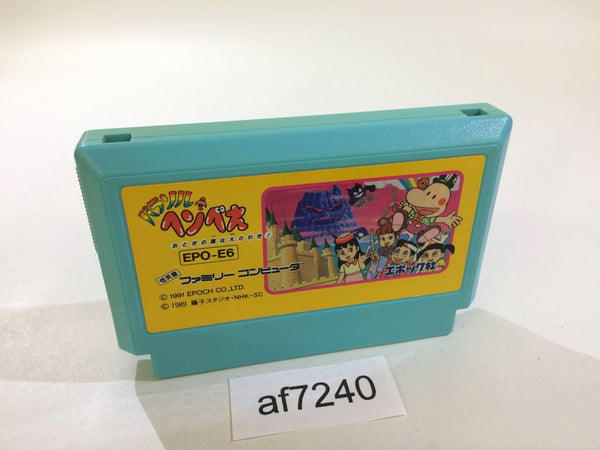 パラソル
ヘンべえ
おとぎの国は大さわぎ!
EPO-E6
任天堂 ファミリー コンピュータ
© 1991 EPOCH CO., LTD.
© 1989 藤子スタジオ・NHK-SC
エポック社
af7240